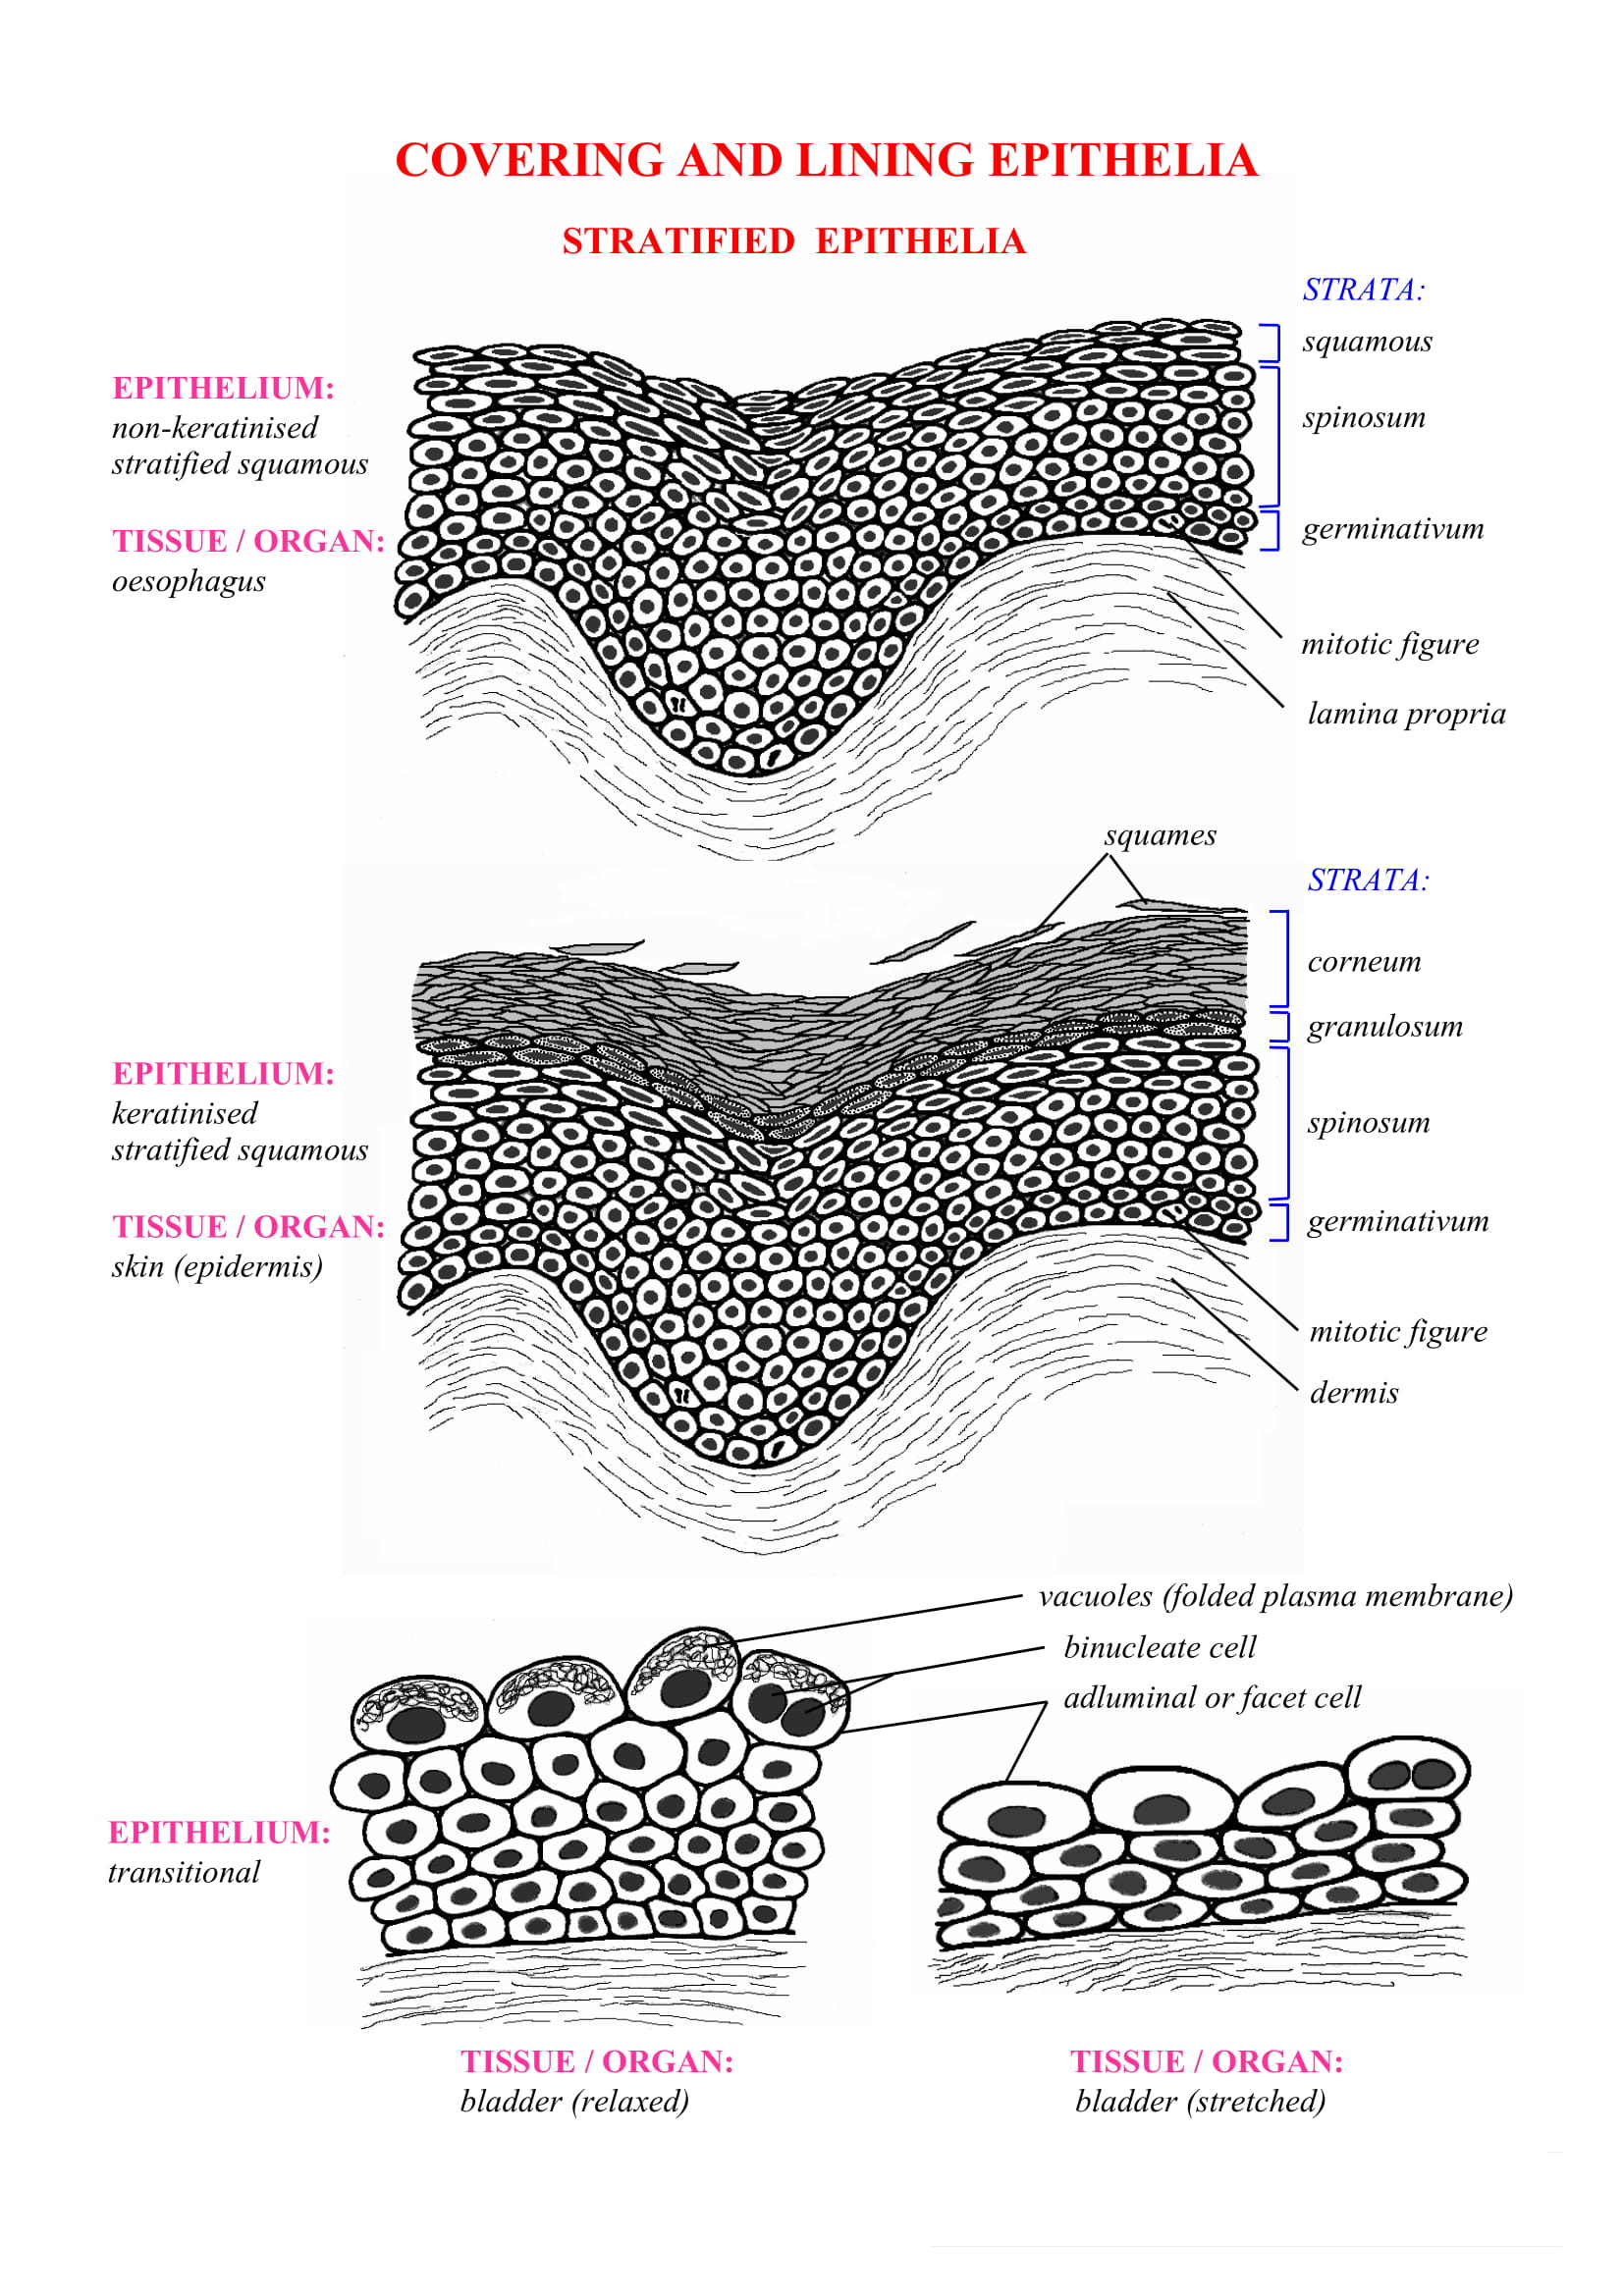 COVERING AND LINING EPITHELIA
STRATIFIED EPITHELIA
STRATA:
squamous
spinosum
germinativum
mitotic figure
lamina propria
EPITHELIUM:
non-keratinised
stratified squamous
TISSUE / ORGAN:
oesophagus
squames
STRATA:
corneum
granulosum
spinosum
germinativum
mitotic figure
dermis
EPITHELIUM:
keratinised
stratified squamous
TISSUE / ORGAN:
skin (epidermis)
vacuoles (folded plasma membrane)
binucleate cell
adluminal or facet cell
EPITHELIUM:
transitional
TISSUE / ORGAN:
bladder (relaxed)
TISSUE / ORGAN:
bladder (stretched)